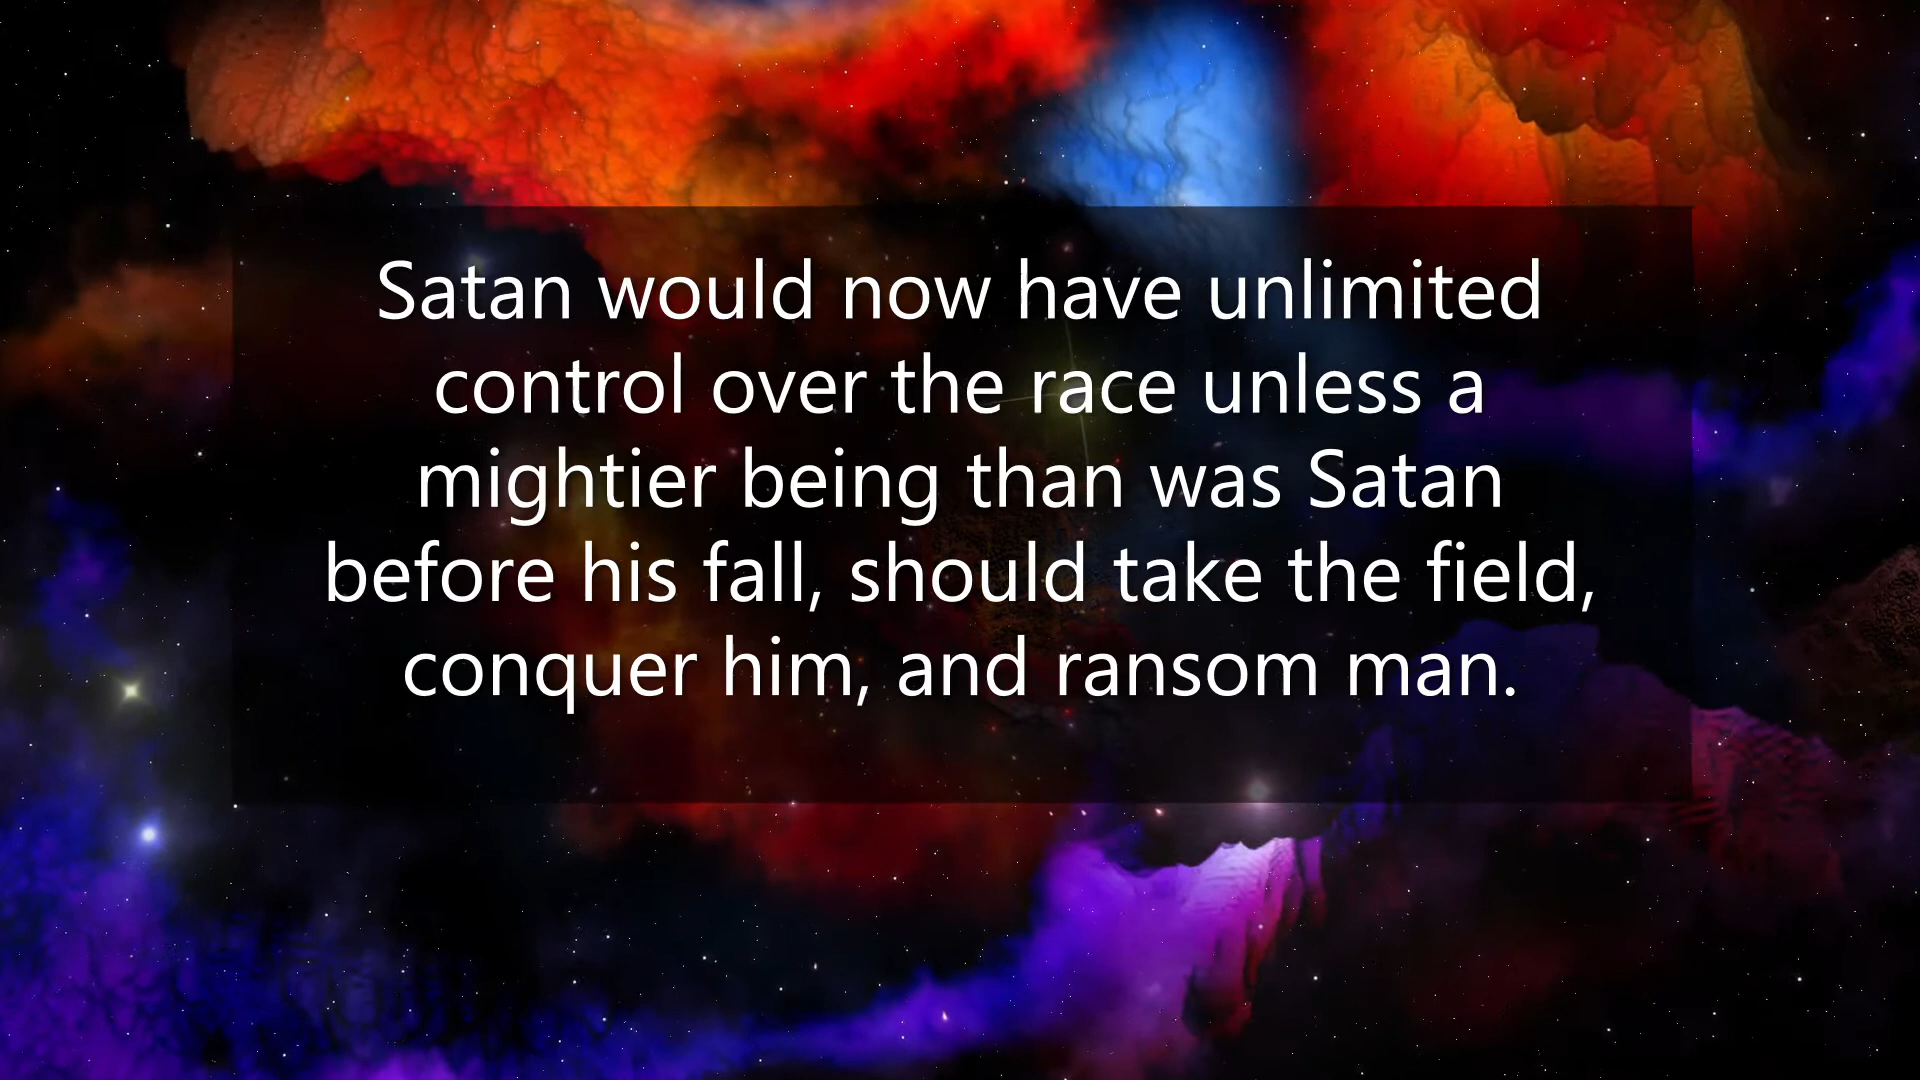 Satan would now have unlimited
control over the race unless a
mightier being than was Satan
before his fall, should take the field,
conquer him, and ransom man.